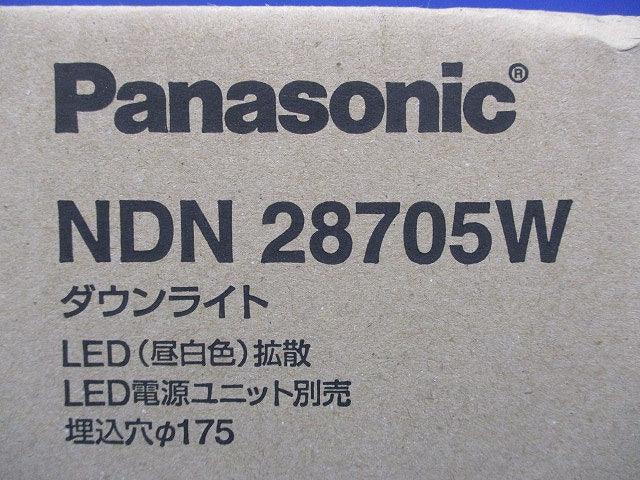 Panasonic®
NDN 28705W
ダウンライト
LED(昼白色)拡散
LED電源ユニット別売
埋込穴φ175